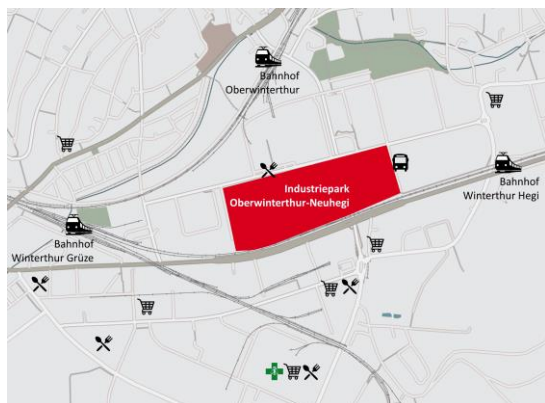 Bahnhof
Oberwinterthur
Industriepark
Oberwinterthur-Neuhegi
Bahnhof
Winterthur Hegi
Bahnhof
Winterthur Grüze